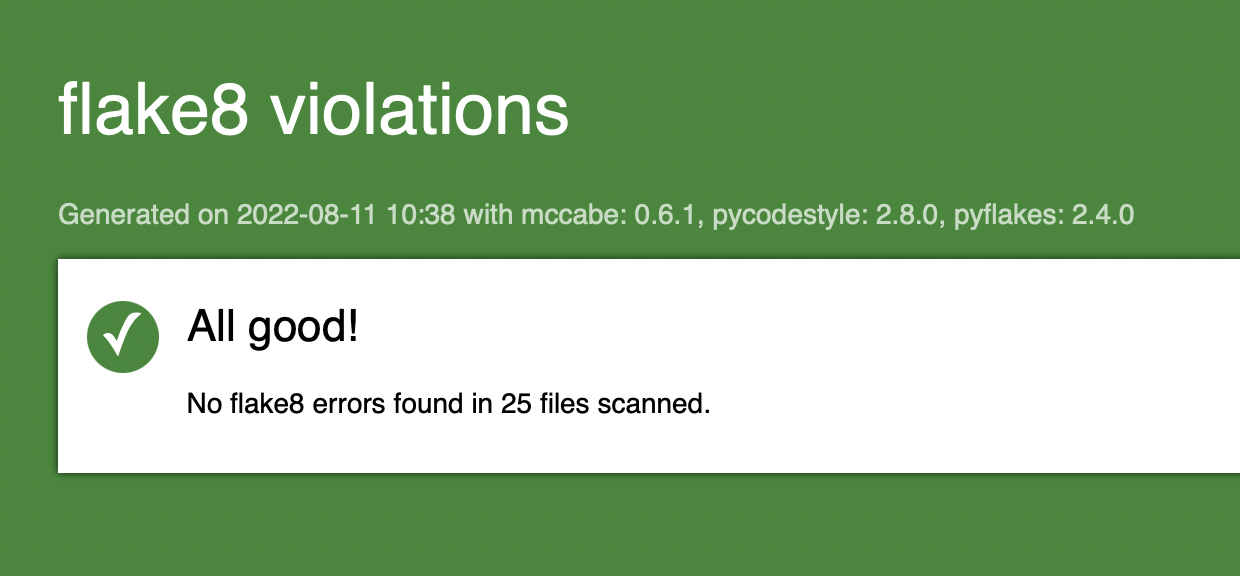 flake8 violations
Generated on 2022-08-11 10:38 with mccabe: 0.6.1, pycodestyle: 2.8.0, pyflakes: 2.4.0
All good!
No flake8 errors found in 25 files scanned.